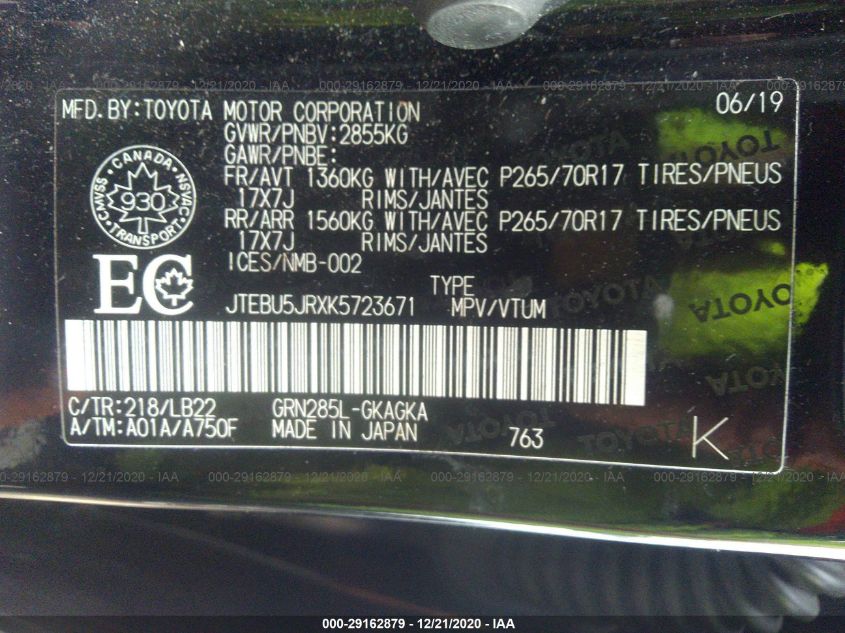 MFD.BY:TOYOTA MOTOR CORPORATION 06/19
GVWR/PNBV:2855KG
GAWR/PNBE:
FR/AVT 1360KG WITH/AVEC P265/70R17 TIRES/PNEUS
17X7J RIMS/JANTES
RR/ARR 1560KG WITH/AVEC P265/70R17 TIRES/PNEUS
17X7J RIMS/JANTES
ICES/NMB-002
CANADA
CMVSS NSVAC
930
TRANSPORT
EC
TYPE
JTEBU5JRXK5723671 MPV/VTUM
C/TR:218/LB22 GRN285L-GKAGKA
A/TM:A01A/A750F MADE IN JAPAN 763 K
TOYOTA
TOYOTA
000-29162879 / 12/21/2020 - IAA